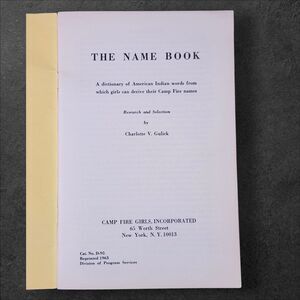 THE NAME BOOK
A dictionary of American Indian words from
which girls can derive their Camp Fire names
Research and Selection
by
Charlotte V. Gulick
CAMP FIRE GIRLS, INCORPORATED
65 Worth Street
New York, N. Y. 10013
Cat. No. D-95
Reprinted 1965
Division of Program Services